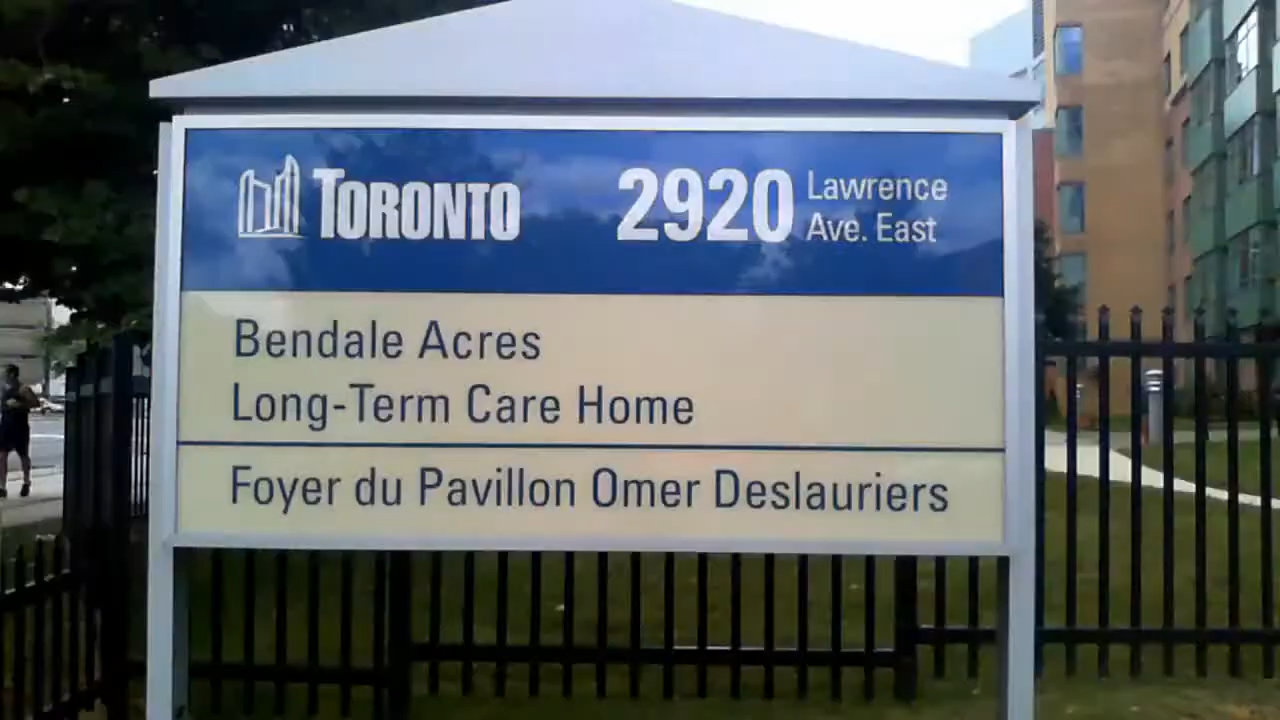 TORONTO
2920 Lawrence
Ave. East
Bendale Acres
Long-Term Care Home
Foyer du Pavillon Omer Deslauriers